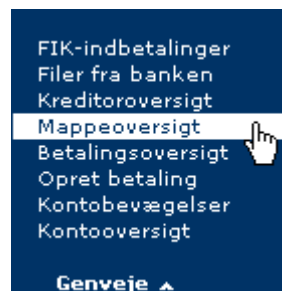 FIK-indbetalinger
Filer fra banken
Kreditoroversigt
Mappeoversigt
Betalingsoversigt
Opret betaling
Kontobevægelser
Kontooversigt
Genveje